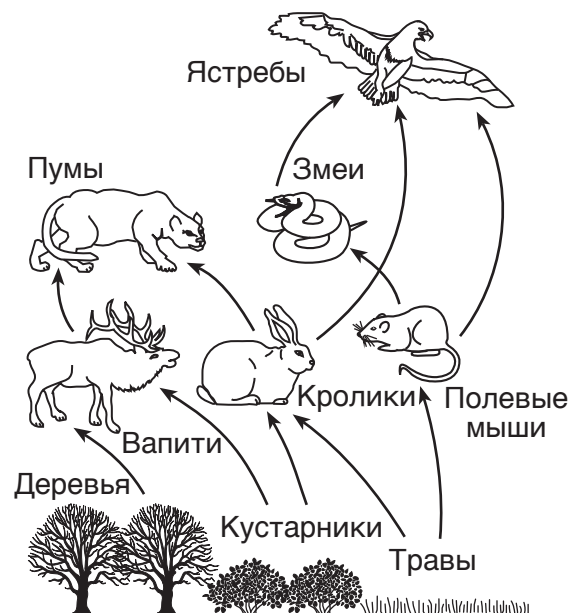 Ястребы
Пумы
Змеи
Кролики
Полевые
мыши
Вапити
Деревья
Кустарники
Травы